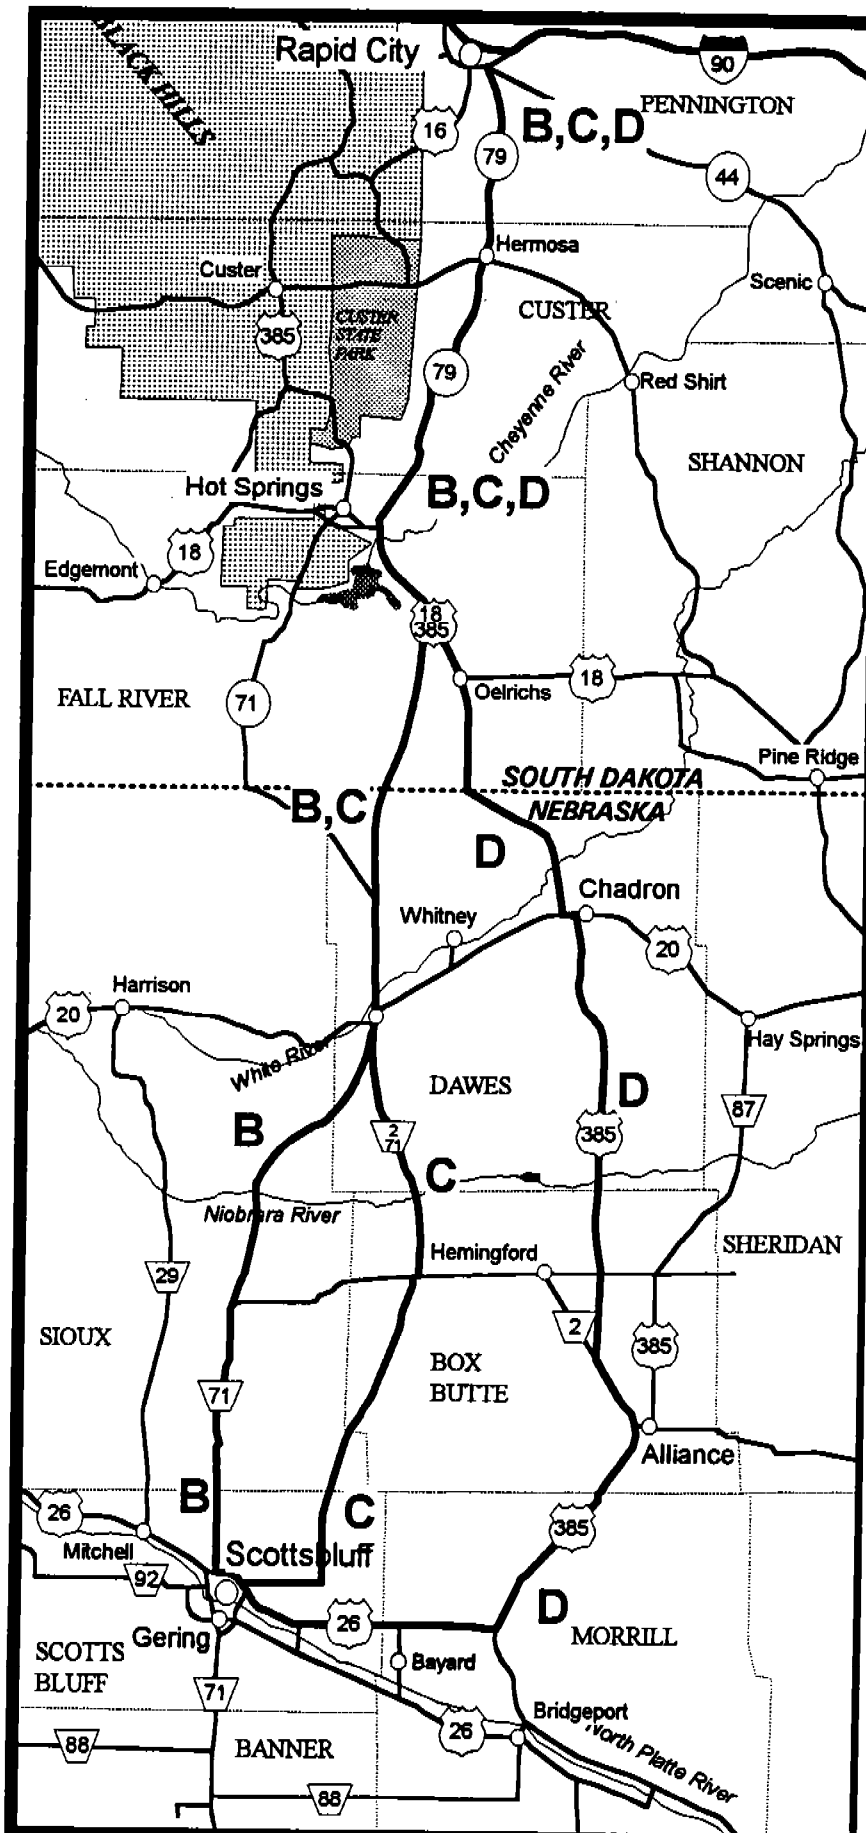 BLACK HILLS
Rapid City
90
PENNINGTON
16
B,C,D
79
44
Hermosa
Custer
Scenic
CUSTER
385
CUSTER
STATE
PARK
79
Cheyenne River
Red Shirt
SHANNON
Hot Springs
B,C,D
18
Edgemont
18
385
18
Oelrichs
FALL RIVER
71
Pine Ridge
SOUTH DAKOTA
NEBRASKA
B,C
D
Chadron
Whitney
20
Harrison
20
Hay Springs
White River
DAWES
D
87
B
2
71
385
C
Niobrara River
Hemingford
SHERIDAN
29
2
SIOUX
385
BOX
BUTTE
71
Alliance
B
C
26
385
Mitchell
Scottsbluff
92
D
26
Gering
MORRILL
SCOTTS
BLUFF
Bayard
71
Bridgeport
26
North Platte River
88
BANNER
88